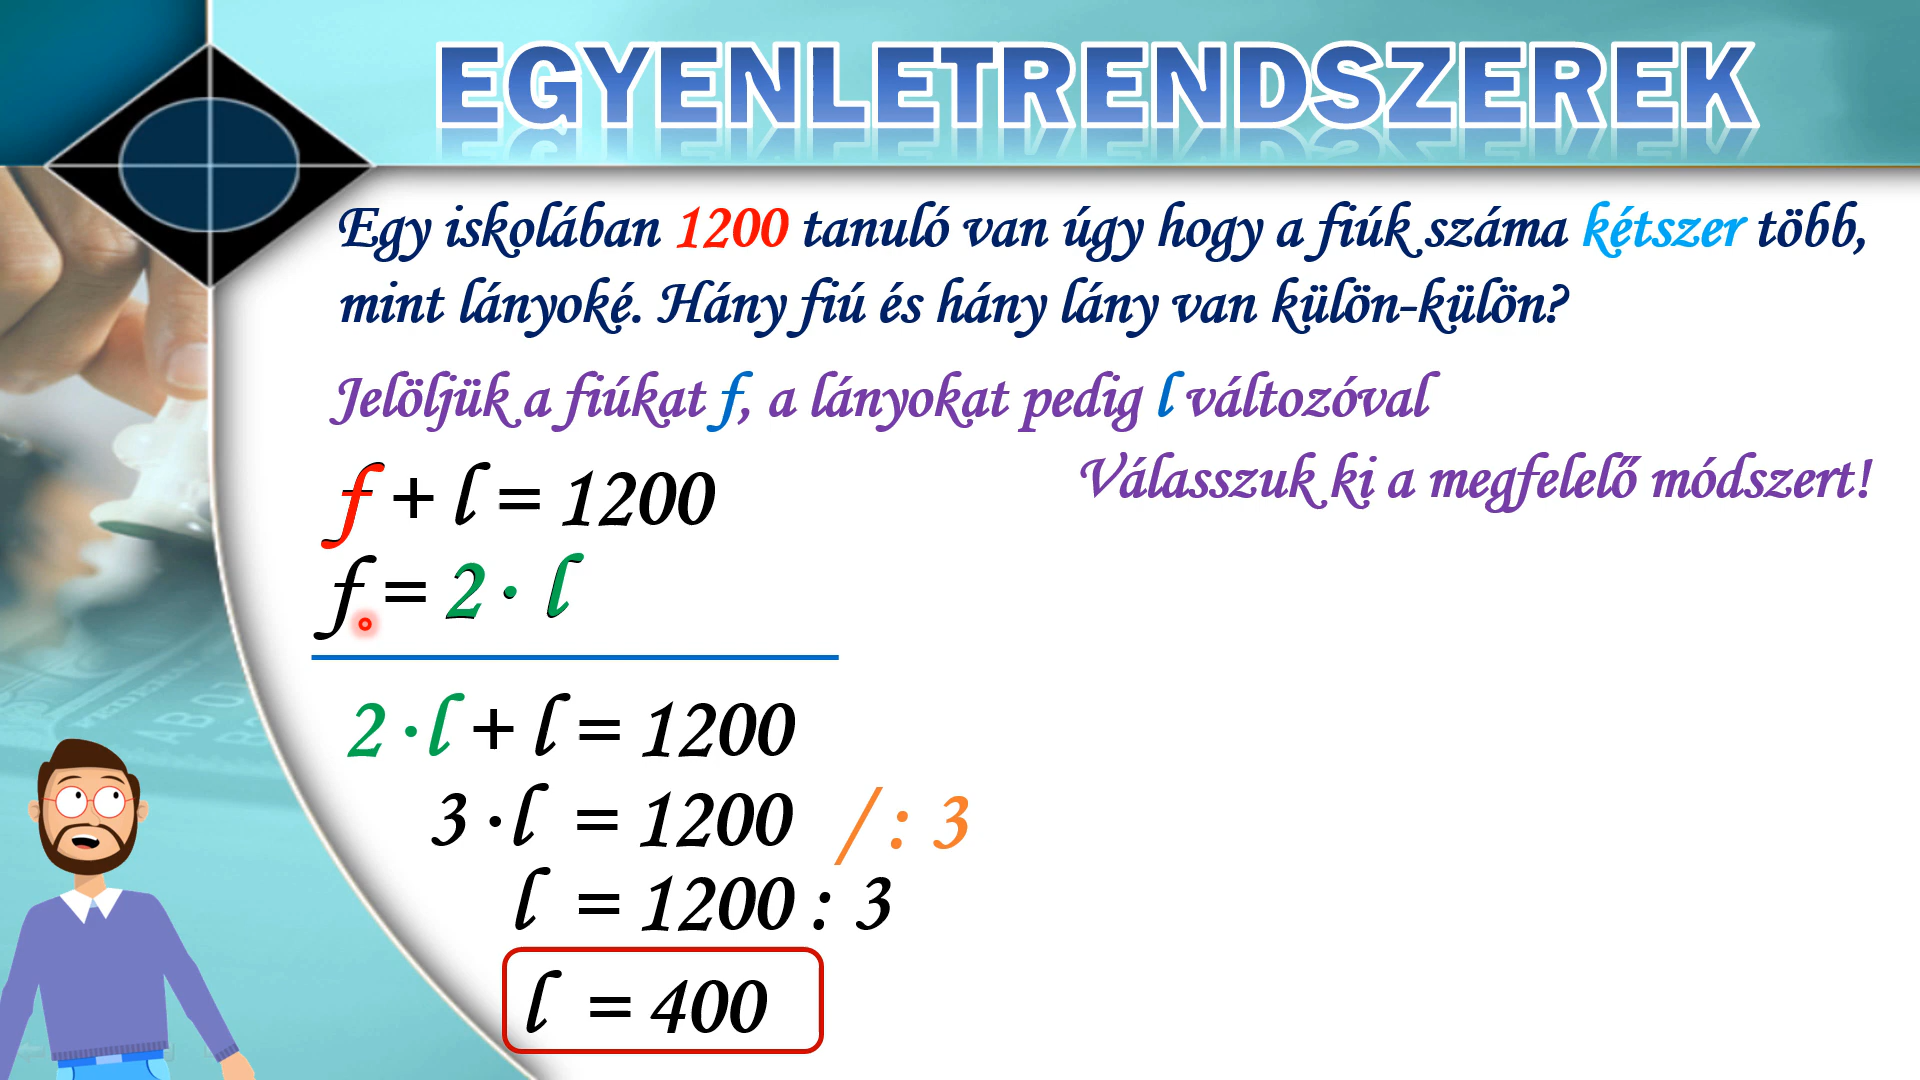 EGYENLETRENDSZEREK
Egy iskolában 1200 tanuló van úgy hogy a fiúk száma kétszer több,
mint lányoké. Hány fiú és hány lány van külön-külön?
Jelöljük a fiúkat f, a lányokat pedig l változóval
Válasszuk ki a megfelelő módszert!
f + l = 1200
f = 2 · l
2 · l + l = 1200
3 · l = 1200 / : 3
l = 1200 : 3
l = 400